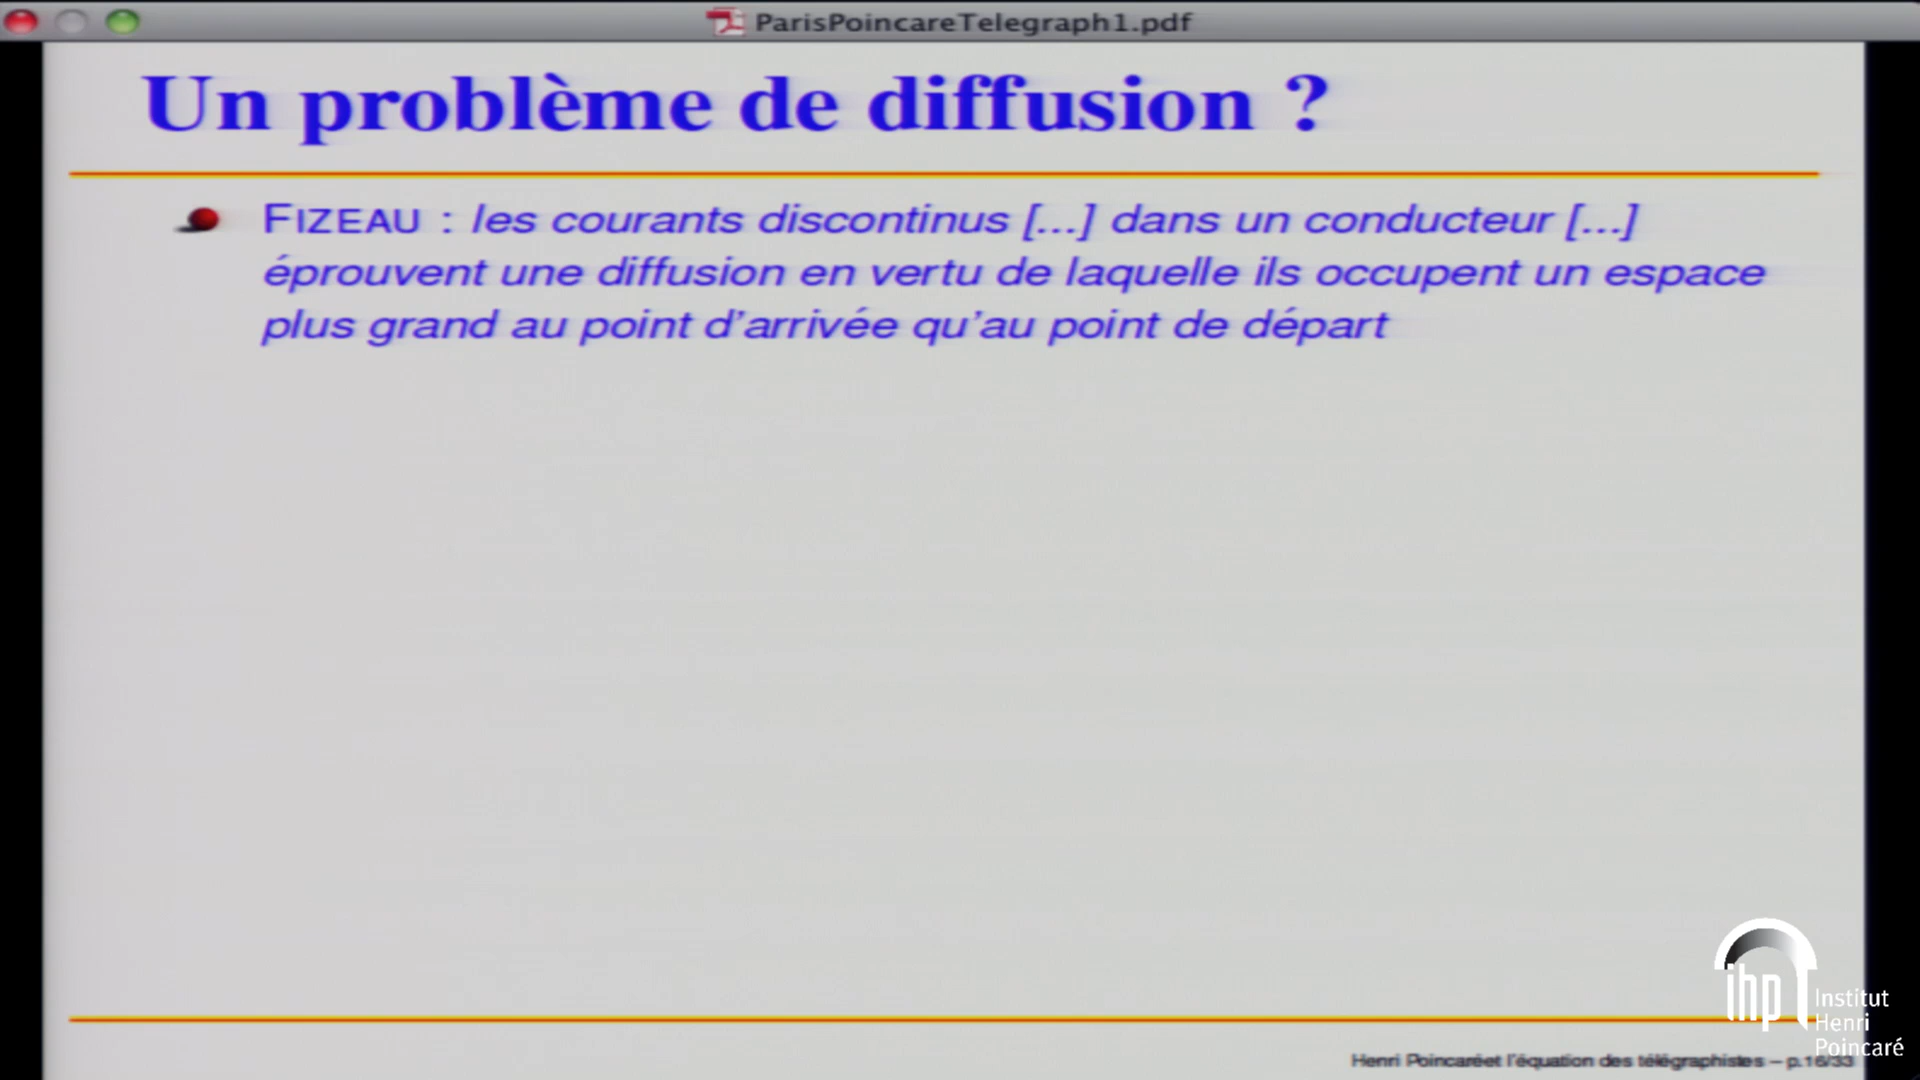 ParisPoincareTelegraph1.pdf
Un problème de diffusion ?
FIZEAU : les courants discontinus [...] dans un conducteur [...]
éprouvent une diffusion en vertu de laquelle ils occupent un espace
plus grand au point d'arrivée qu'au point de départ
ihp Institut
Henri
Poincaré
Henri Poincaréet l'équation des télégraphistes – p.16/33